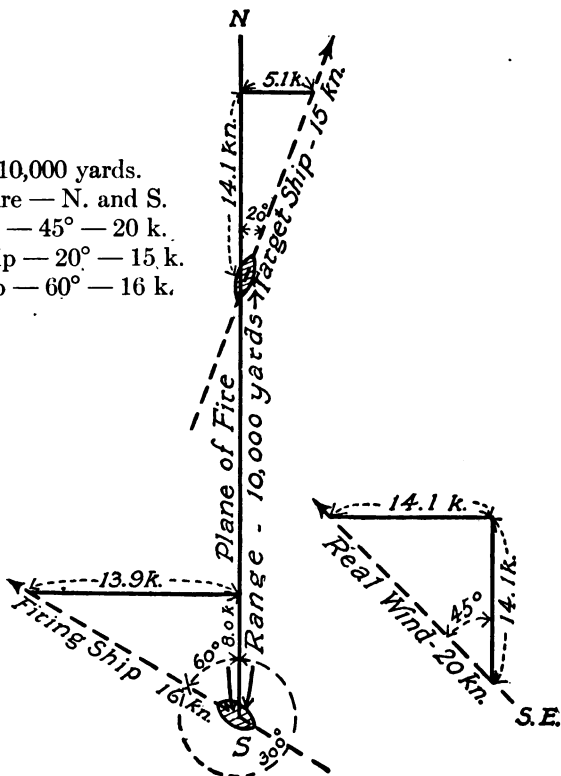 N
5.1k.
14.1 kn.
20°
Target Ship - 15 kn.
10,000 yards.
re — N. and S.
— 45° — 20 k.
p — 20° — 15 k.
— 60° — 16 k.
Plane of Fire
Range - 10,000 yards
14.1 k.
14.1k.
45°
Real Wind - 20 kn.
S.E.
13.9k.
8.0 k
60°
Firing Ship
16 kn.
S
300°